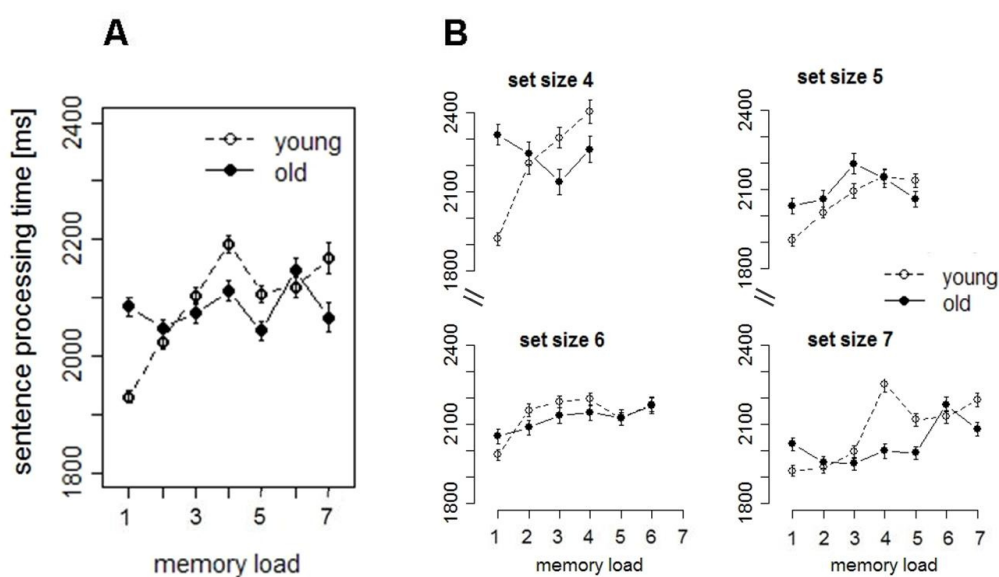 A
B
sentence processing time [ms]
2400
2200
2000
1800
young
old
1 3 5 7
memory load
set size 4
2400
2100
1800
set size 5
2400
2100
1800
young
old
set size 6
2400
2100
1800
1 2 3 4 5 6 7
memory load
set size 7
2400
2100
1800
1 2 3 4 5 6 7
memory load